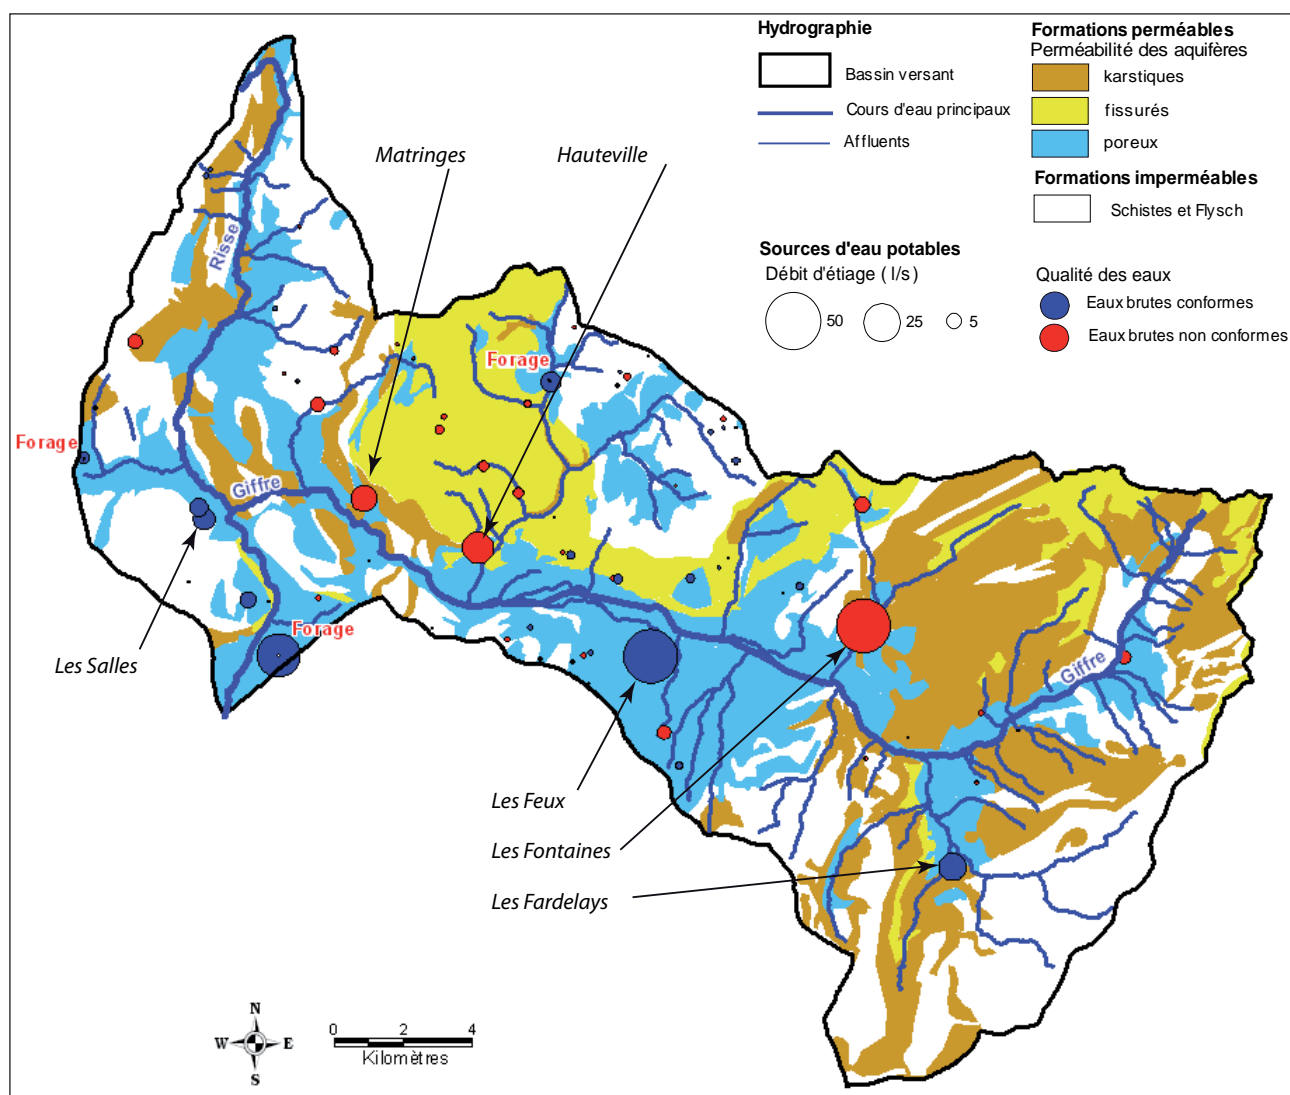 Hydrographie
Bassin versant
Cours d'eau principaux
Affluents
Formations perméables
Perméabilité des aquifères
karstiques
fissurés
poreux
Formations imperméables
Schistes et Flysch
Sources d'eau potables
Débit d'étiage ( l/s)
50
25
5
Qualité des eaux
Eaux brutes conformes
Eaux brutes non conformes
Matringes
Hauteville
Risse
Forage
Forage
Giffre
Forage
Les Salles
Giffre
Les Feux
Les Fontaines
Les Fardelays
N
W
E
S
0 2 4
Kilomètres